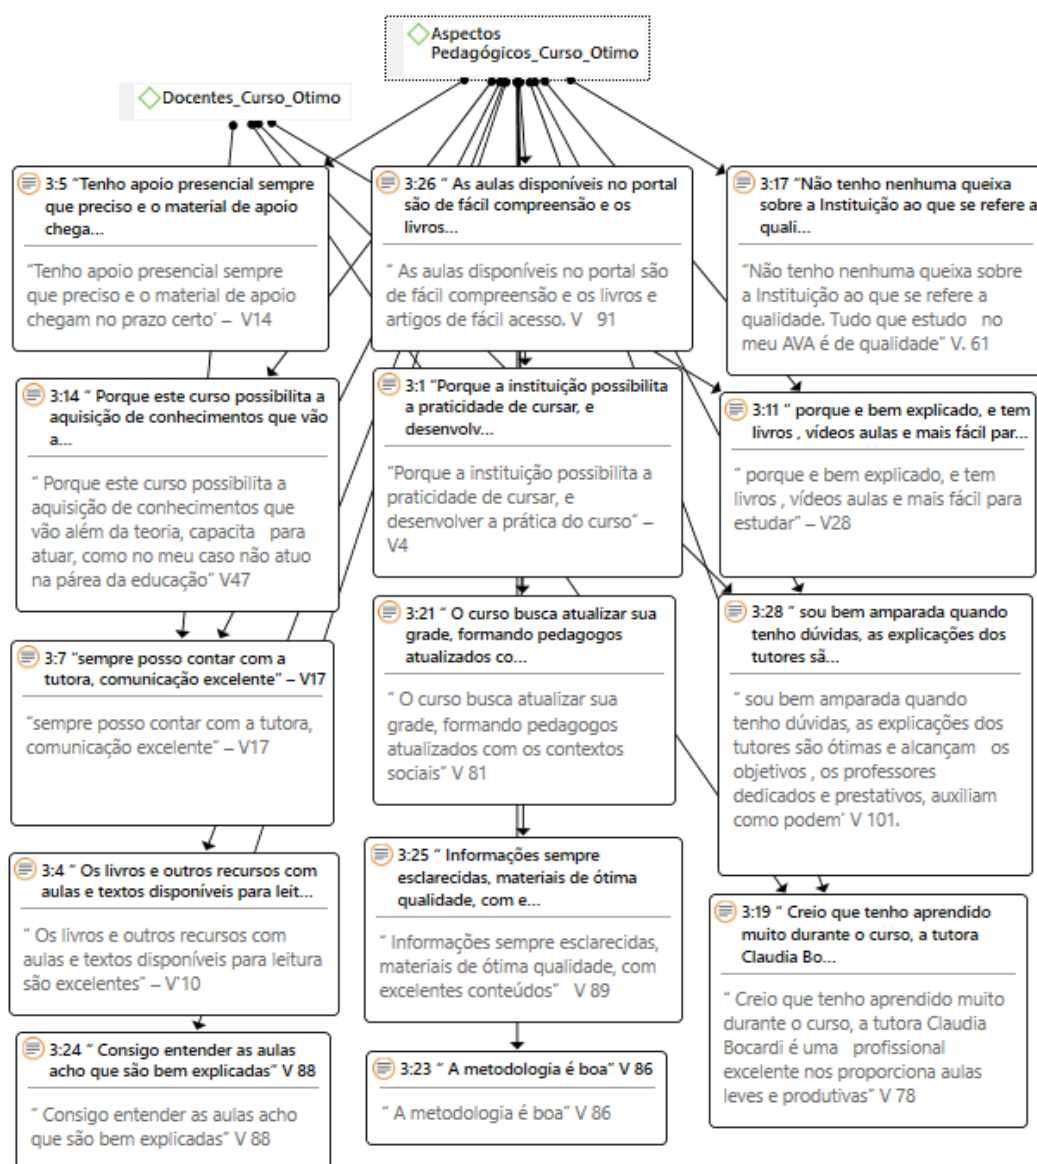 Aspectos
Pedagógicos_Curso_Otimo
Docentes_Curso_Otimo
3:5 "Tenho apoio presencial sempre
que preciso e o material de apoio
chega...
"Tenho apoio presencial sempre
que preciso e o material de apoio
chegam no prazo certo' – V14
3:26 " As aulas disponíveis no portal
são de fácil compreensão e os
livros...
" As aulas disponíveis no portal são
de fácil compreensão e os livros e
artigos de fácil acesso. V 91
3:17 "Não tenho nenhuma queixa
sobre a Instituição ao que se refere a
quali...
"Não tenho nenhuma queixa sobre
a Instituição ao que se refere a
qualidade. Tudo que estudo no
meu AVA é de qualidade" V. 61
3:14 " Porque este curso possibilita a
aquisição de conhecimentos que vão
a...
" Porque este curso possibilita a
aquisição de conhecimentos que
vão além da teoria, capacita para
atuar, como no meu caso não atuo
na párea da educação" V47
3:1 "Porque a instituição possibilita
a praticidade de cursar, e
desenvolv...
"Porque a instituição possibilita a
praticidade de cursar, e
desenvolver a prática do curso" –
V4
3:11 " porque e bem explicado, e tem
livros , vídeos aulas e mais fácil par...
" porque e bem explicado, e tem
livros , vídeos aulas e mais fácil para
estudar" – V28
3:7 "sempre posso contar com a
tutora, comunicação excelente" – V17
"sempre posso contar com a tutora,
comunicação excelente" – V17
3:21 " O curso busca atualizar sua
grade, formando pedagogos
atualizados co...
" O curso busca atualizar sua
grade, formando pedagogos
atualizados com os contextos
sociais" V 81
3:28 " sou bem amparada quando
tenho dúvidas, as explicações dos
tutores sã...
" sou bem amparada quando
tenho dúvidas, as explicações dos
tutores são ótimas e alcançam os
objetivos , os professores
dedicados e prestativos, auxiliam
como podem' V 101.
3:4 " Os livros e outros recursos com
aulas e textos disponíveis para leit...
" Os livros e outros recursos com
aulas e textos disponíveis para leitura
são excelentes" – V'10
3:25 " Informações sempre
esclarecidas, materiais de ótima
qualidade, com e...
" Informações sempre esclarecidas,
materiais de ótima qualidade, com
excelentes conteúdos" V 89
3:19 " Creio que tenho aprendido
muito durante o curso, a tutora
Claudia Bo...
" Creio que tenho aprendido muito
durante o curso, a tutora Claudia
Bocardi é uma profissional
excelente nos proporciona aulas
leves e produtivas" V 78
3:24 " Consigo entender as aulas
acho que são bem explicadas" V 88
" Consigo entender as aulas acho
que são bem explicadas" V 88
3:23 " A metodologia é boa" V 86
" A metodologia é boa" V 86